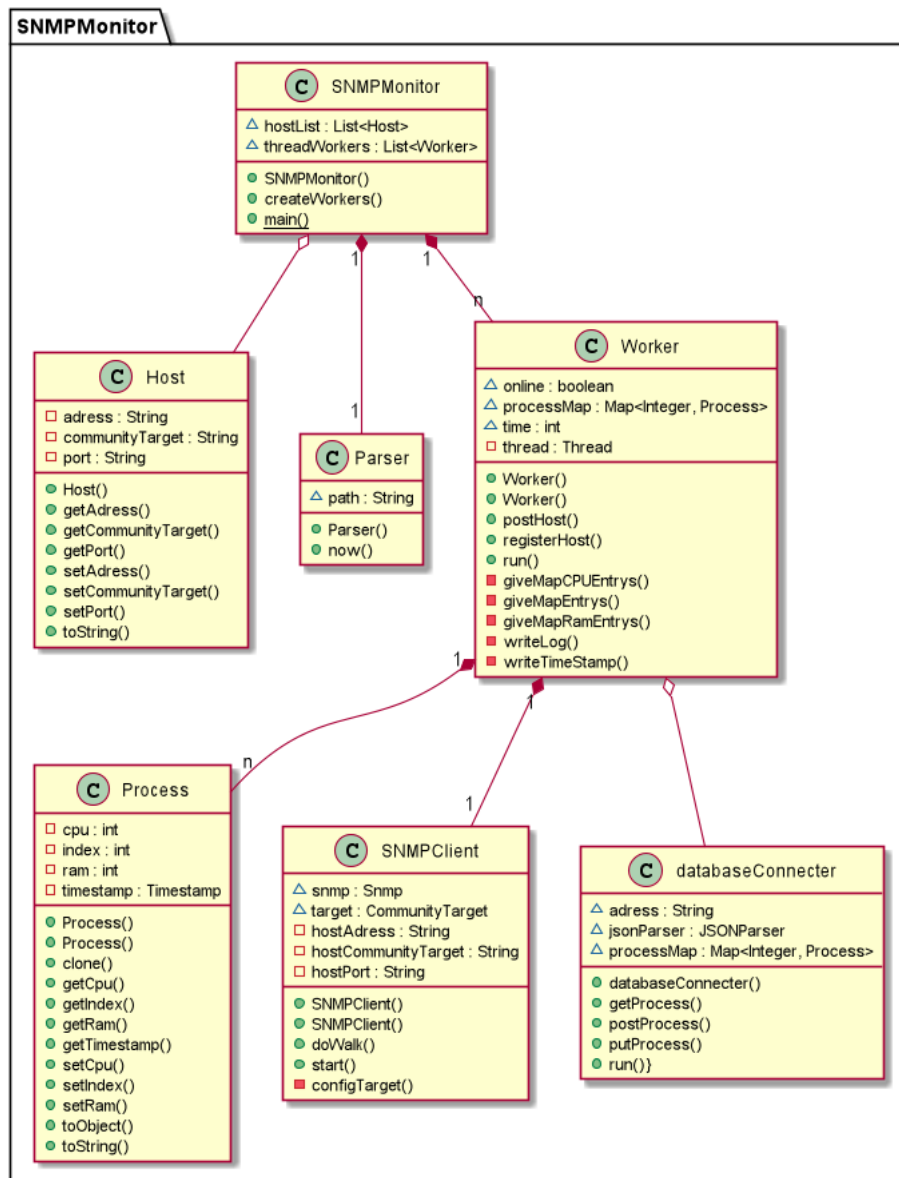 SNMPMonitor
C SNMPMonitor
hostList : List<Host>
threadWorkers : List<Worker>
SNMPMonitor()
createWorkers()
main()
1
1
n
1
C Host
adress : String
communityTarget : String
port : String
Host()
getAdress()
getCommunityTarget()
getPort()
setAdress()
setCommunityTarget()
setPort()
toString()
C Parser
path : String
Parser()
now()
C Worker
online : boolean
processMap : Map<Integer, Process>
time : int
thread : Thread
Worker()
Worker()
postHost()
registerHost()
run()
giveMapCPUEntrys()
giveMapEntrys()
giveMapRamEntrys()
writeLog()
writeTimeStamp()
1
1
n
1
C Process
cpu : int
index : int
ram : int
timestamp : Timestamp
Process()
Process()
clone()
getCpu()
getIndex()
getRam()
getTimestamp()
setCpu()
setIndex()
setRam()
toObject()
toString()
C SNMPClient
snmp : Snmp
target : CommunityTarget
hostAdress : String
hostCommunityTarget : String
hostPort : String
SNMPClient()
SNMPClient()
doWalk()
start()
configTarget()
C databaseConnecter
adress : String
jsonParser : JSONParser
processMap : Map<Integer, Process>
databaseConnecter()
getProcess()
postProcess()
putProcess()
run()}